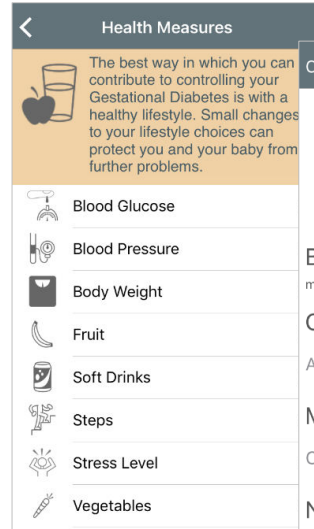 Health Measures
The best way in which you can
contribute to controlling your
Gestational Diabetes is with a
healthy lifestyle. Small changes
to your lifestyle choices can
protect you and your baby from
further problems.
Blood Glucose
Blood Pressure
Body Weight
Fruit
Soft Drinks
Steps
Stress Level
Vegetables